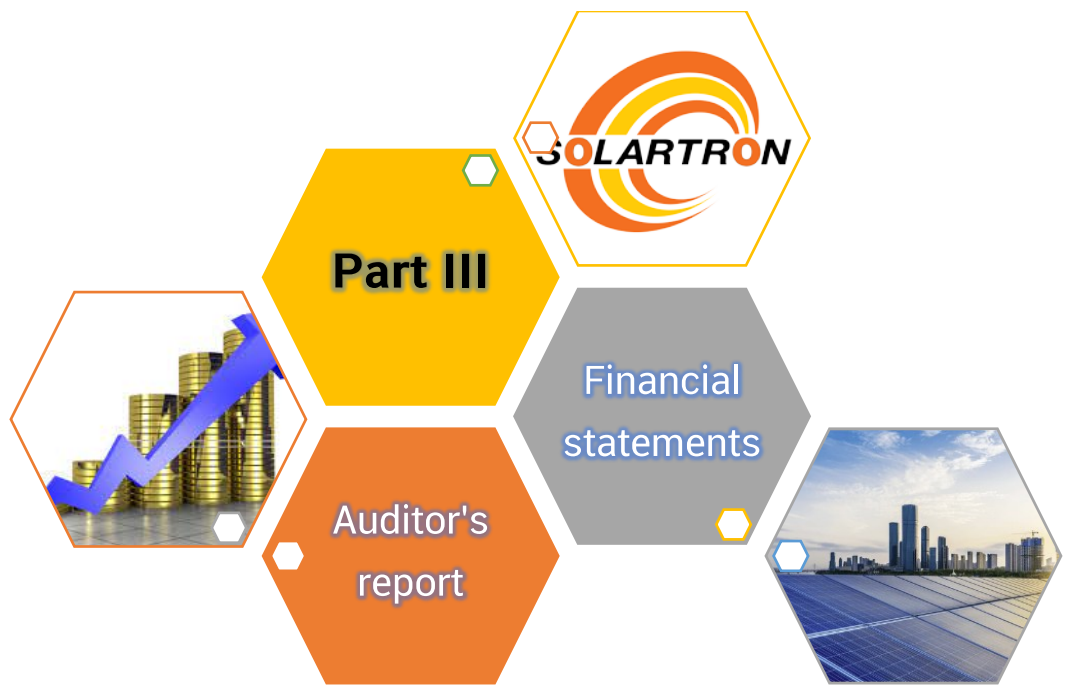 SOLARTRON
Part III
Financial
statements
Auditor's
report